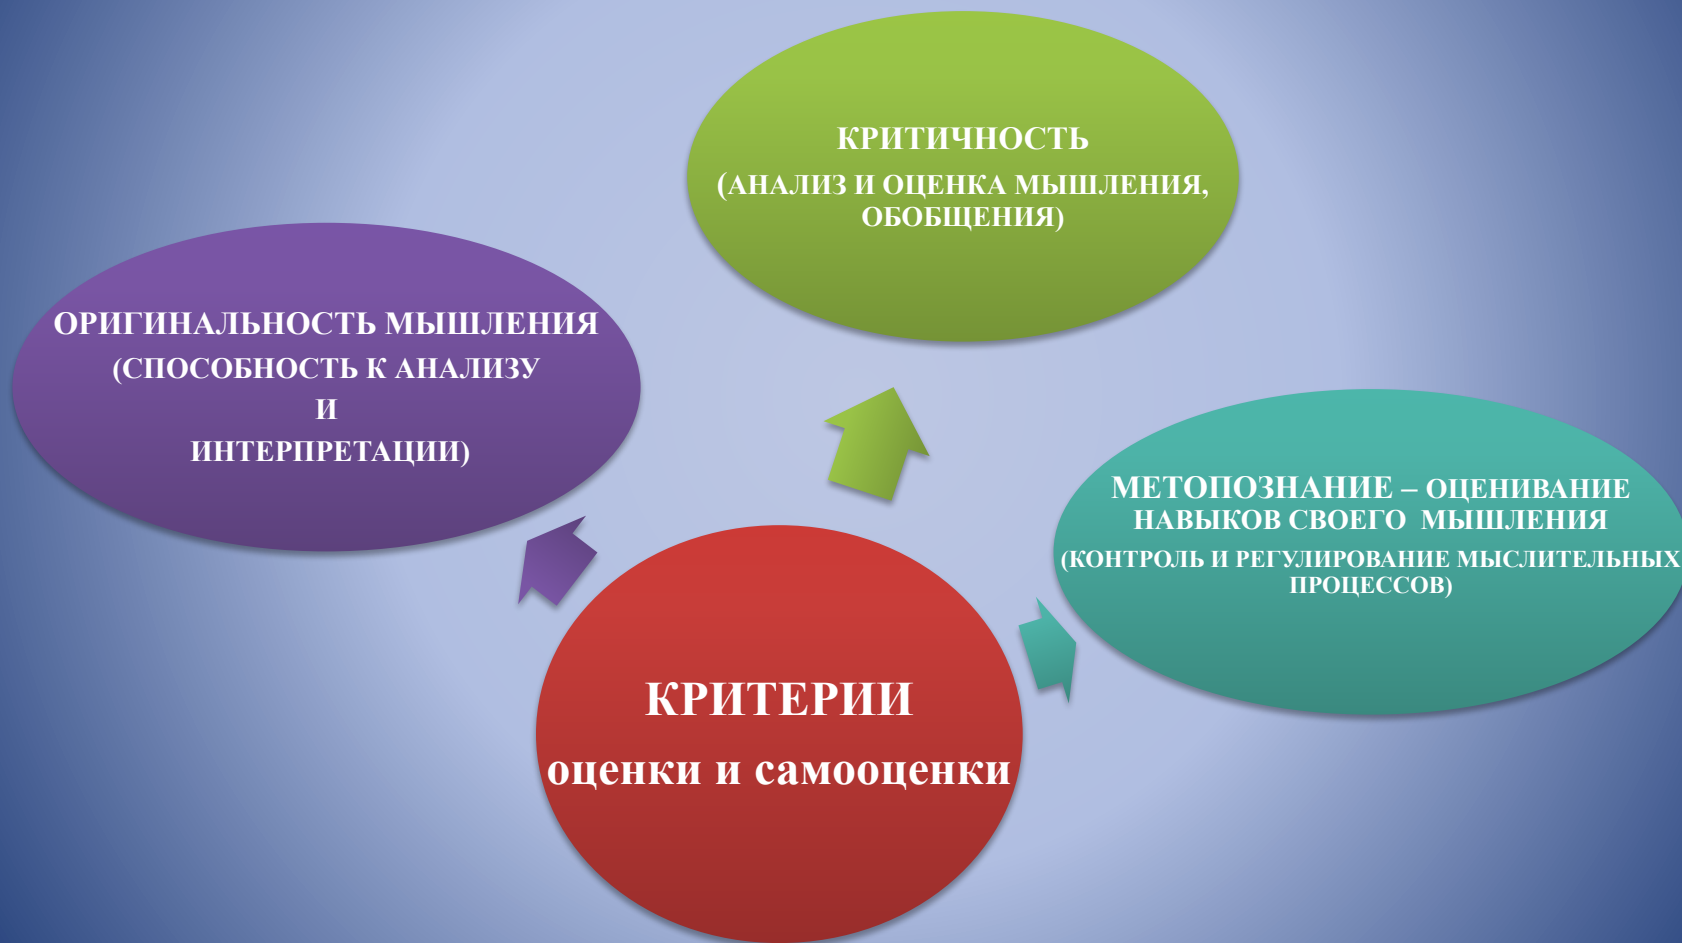 КРИТИЧНОСТЬ
(АНАЛИЗ И ОЦЕНКА МЫШЛЕНИЯ,
ОБОБЩЕНИЯ)
ОРИГИНАЛЬНОСТЬ МЫШЛЕНИЯ
(СПОСОБНОСТЬ К АНАЛИЗУ
И
ИНТЕРПРЕТАЦИИ)
МЕТОПОЗНАНИЕ – ОЦЕНИВАНИЕ
НАВЫКОВ СВОЕГО МЫШЛЕНИЯ
(КОНТРОЛЬ И РЕГУЛИРОВАНИЕ МЫСЛИТЕЛЬНЫХ
ПРОЦЕССОВ)
КРИТЕРИИ
оценки и самооценки